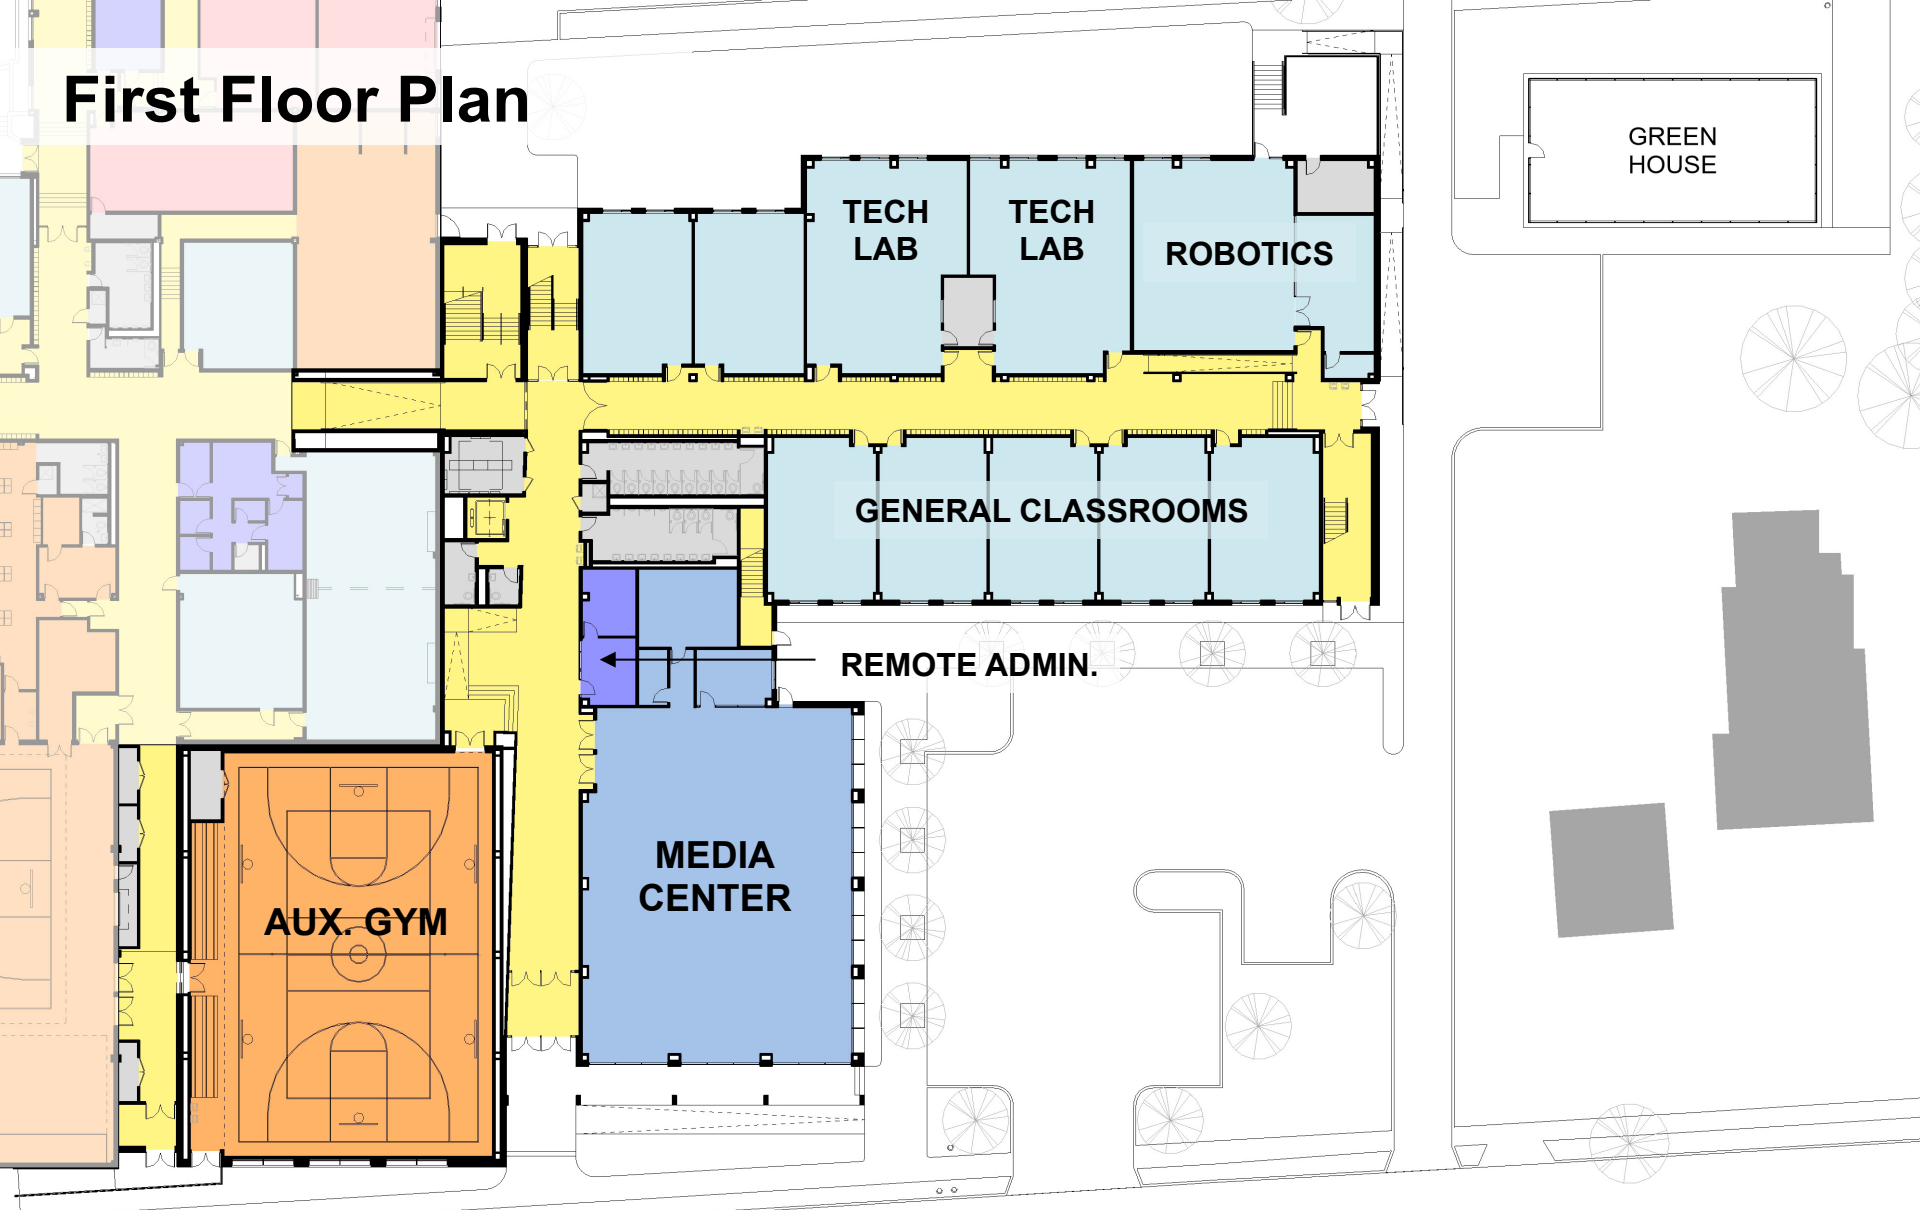 First Floor Plan
GREEN
HOUSE
TECH
LAB
TECH
LAB
ROBOTICS
GENERAL CLASSROOMS
REMOTE ADMIN.
MEDIA
CENTER
AUX. GYM